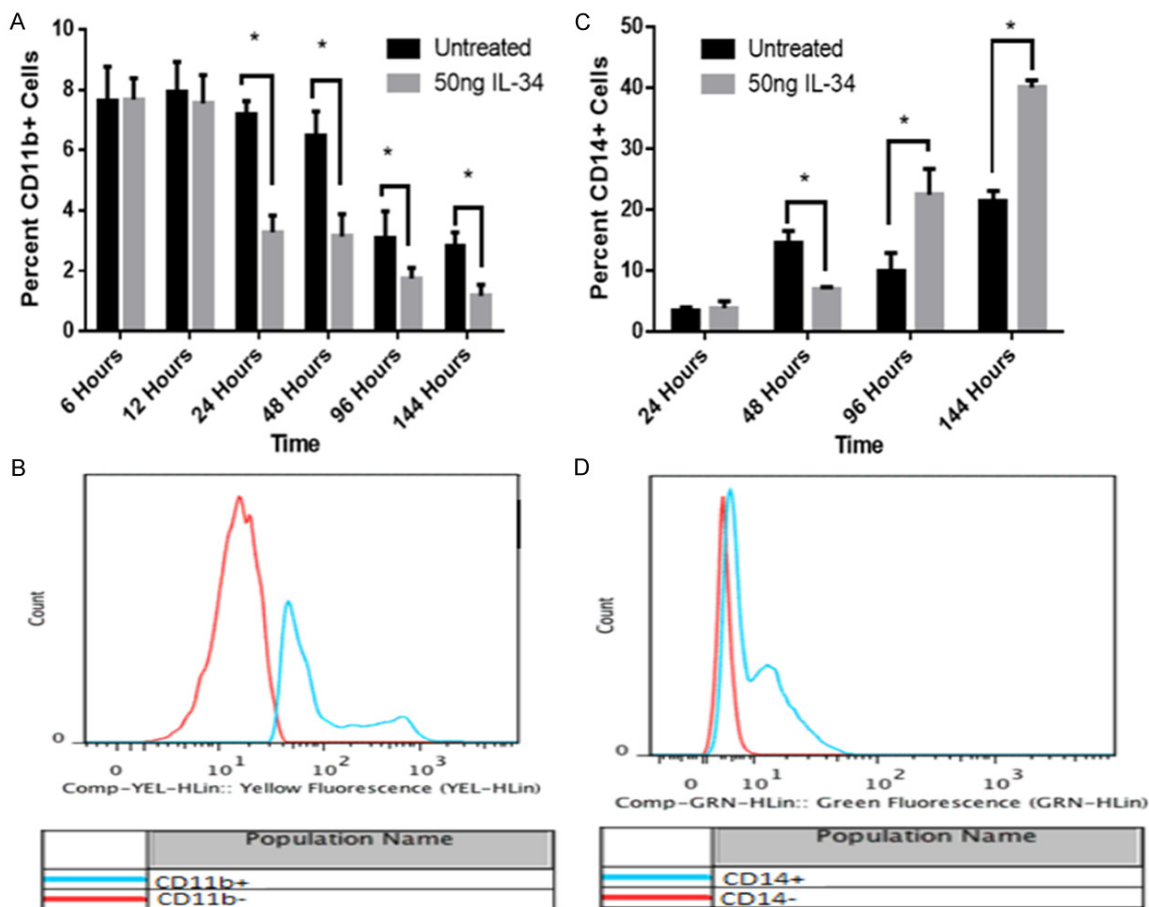 A
10
8
6
4
2
0
Percent CD11b+ Cells
Untreated
50ng IL-34
*
*
*
*
6 Hours
12 Hours
24 Hours
48 Hours
96 Hours
144 Hours
Time
C
50
40
30
20
10
0
Percent CD14+ Cells
Untreated
50ng IL-34
*
*
*
24 Hours
48 Hours
96 Hours
144 Hours
Time
B
Count
0
0 10¹ 10² 10³
Comp-YEL-HLin:: Yellow Fluorescence (YEL-HLin)
Population Name
CD11b+
CD11b-
D
Count
0
0 10¹ 10² 10³
Comp-GRN-HLin:: Green Fluorescence (GRN-HLin)
Population Name
CD14+
CD14-